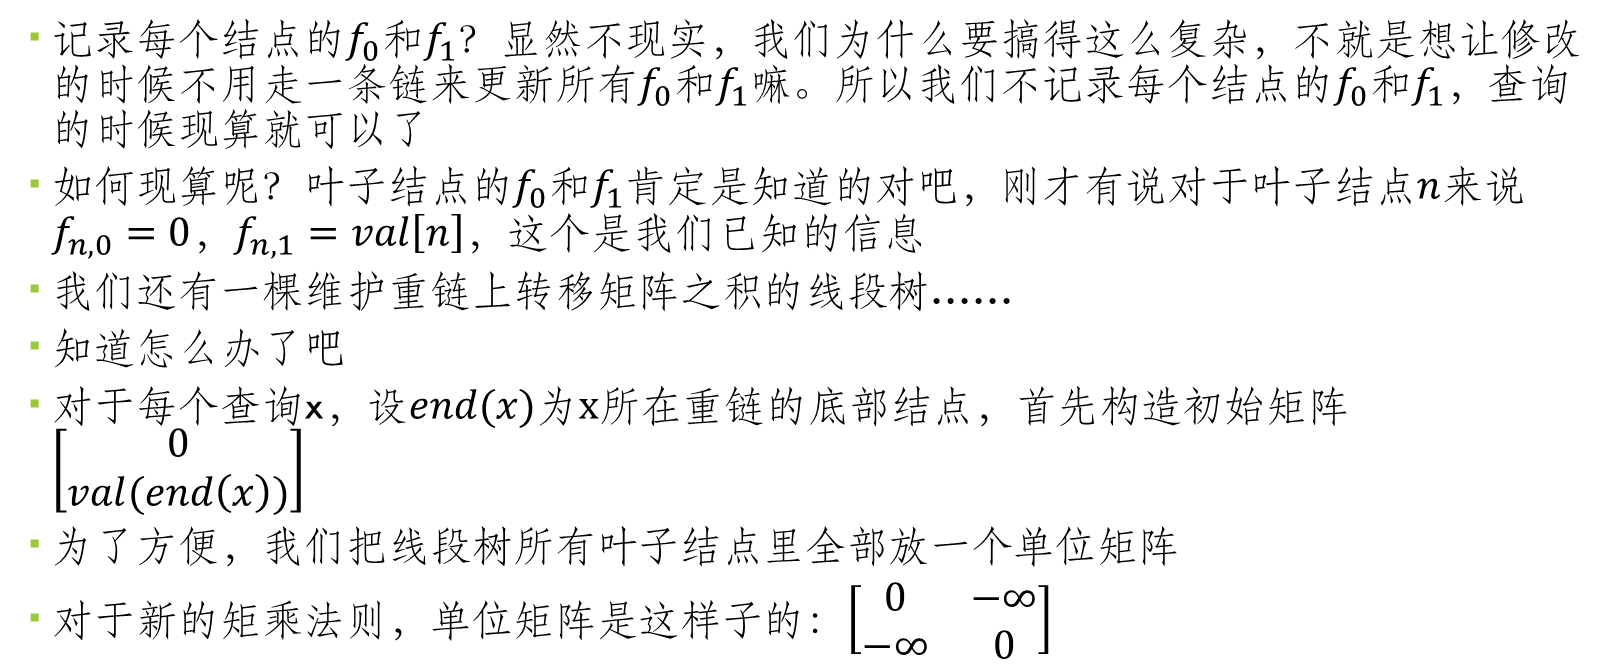 ▪ 记录每个结点的f₀和f₁？显然不现实，我们为什么要搞得这么复杂，不就是想让修改
的时候不用走一条链来更新所有f₀和f₁嘛。所以我们不记录每个结点的f₀和f₁，查询
的时候现算就可以了
▪ 如何现算呢？叶子结点的f₀和f₁肯定是知道的对吧，刚才有说对于叶子结点n来说
fₙ,₀ = 0，fₙ,₁ = val[n]，这个是我们已知的信息
▪ 我们还有一棵维护重链上转移矩阵之积的线段树……
▪ 知道怎么办了吧
▪ 对于每个查询x，设end(x)为x所在重链的底部结点，首先构造初始矩阵
[0
val(end(x))]
▪ 为了方便，我们把线段树所有叶子结点里全部放一个单位矩阵
▪ 对于新的矩乘法则，单位矩阵是这样子的：[0 −∞
−∞ 0]